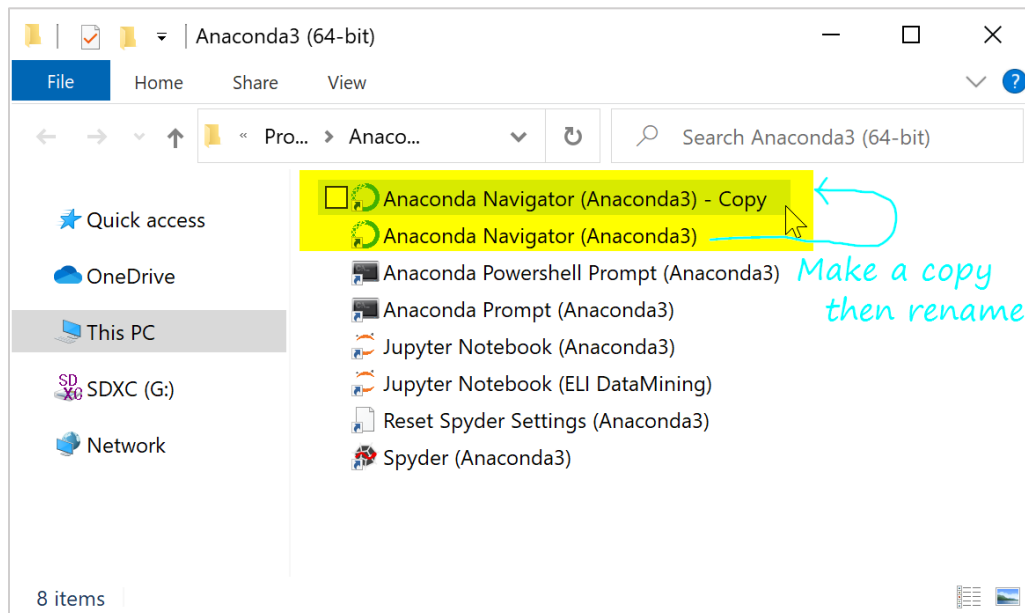 Anaconda3 (64-bit)
File Home Share View
?
« Pro... > Anaco...
Search Anaconda3 (64-bit)
Quick access
OneDrive
This PC
SDXC (G:)
Network
Anaconda Navigator (Anaconda3) - Copy
Anaconda Navigator (Anaconda3)
Anaconda Powershell Prompt (Anaconda3)
Anaconda Prompt (Anaconda3)
Jupyter Notebook (Anaconda3)
Jupyter Notebook (ELI DataMining)
Reset Spyder Settings (Anaconda3)
Spyder (Anaconda3)
Make a copy
then rename
8 items